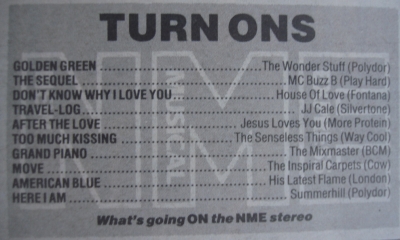 TURN ONS
GOLDEN GREEN ........ The Wonder Stuff (Polydor)
THE SEQUEL ........ MC Buzz B (Play Hard)
DON'T KNOW WHY I LOVE YOU ........ House Of Love (Fontana)
TRAVEL-LOG ........ JJ Cale (Silvertone)
AFTER THE LOVE ........ Jesus Loves You (More Protein)
TOO MUCH KISSING ........ The Senseless Things (Way Cool)
GRAND PIANO ........ The Mixmaster (BCM)
MOVE ........ The Inspiral Carpets (Cow)
AMERICAN BLUE ........ His Latest Flame (London)
HERE I AM ........ Summerhill (Polydor)
What's going ON the NME stereo
NME
MUSICAL